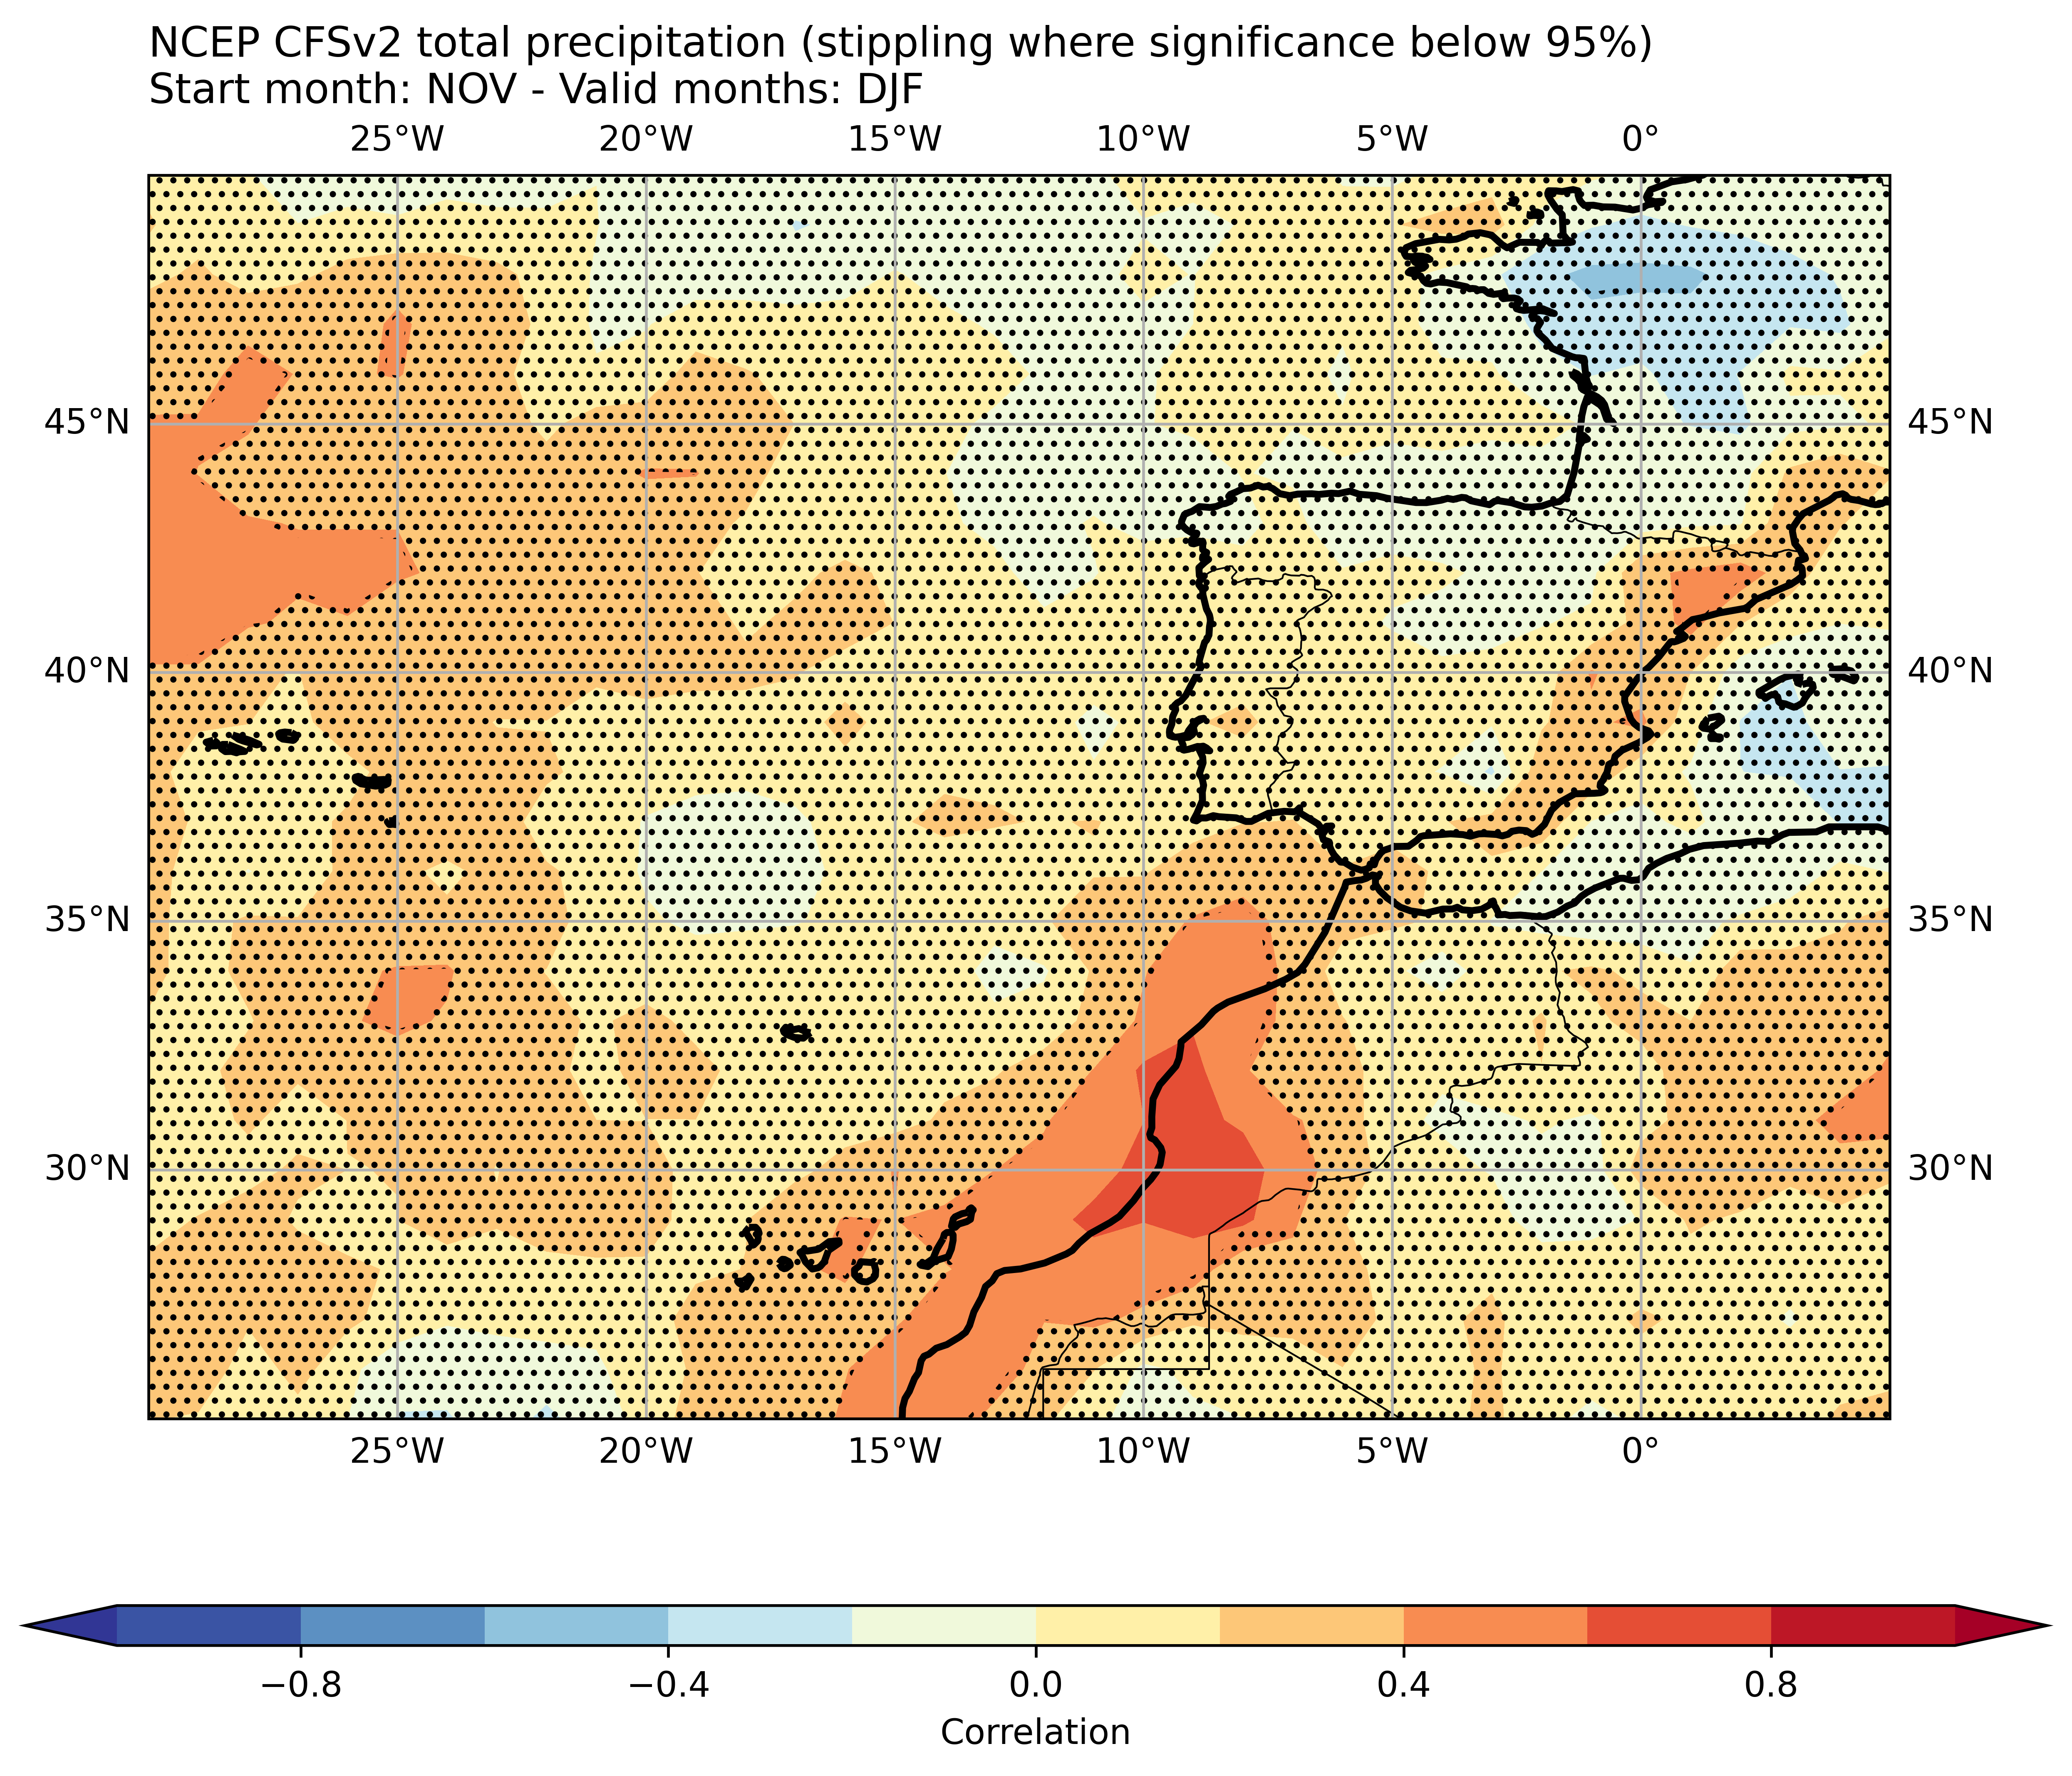 NCEP CFSv2 total precipitation (stippling where significance below 95%)
Start month: NOV - Valid months: DJF
25°W 20°W 15°W 10°W 5°W 0°
45°N 45°N
40°N 40°N
35°N 35°N
30°N 30°N
25°W 20°W 15°W 10°W 5°W 0°
−0.8 −0.4 0.0 0.4 0.8
Correlation